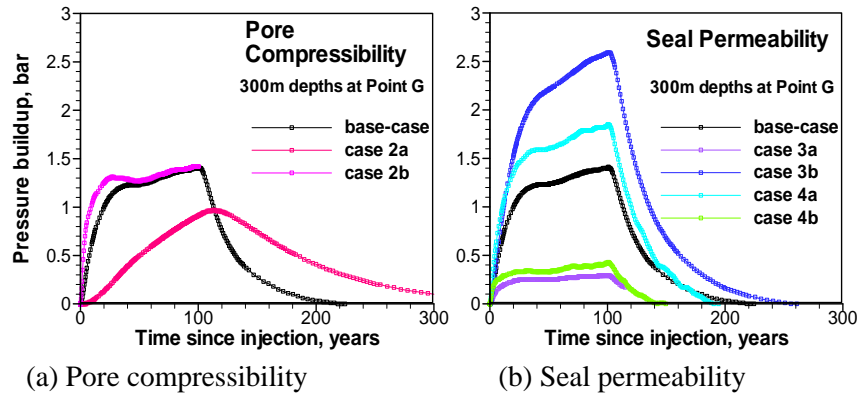 Pore
Compressibility
300m depths at Point G
base-case
case 2a
case 2b
Pressure buildup, bar
3
2.5
2
1.5
1
0.5
0
0
100
200
300
Time since injection, years
(a) Pore compressibility
Seal Permeability
300m depths at Point G
base-case
case 3a
case 3b
case 4a
case 4b
3
2.5
2
1.5
1
0.5
0
0
100
200
300
Time since injection, years
(b) Seal permeability